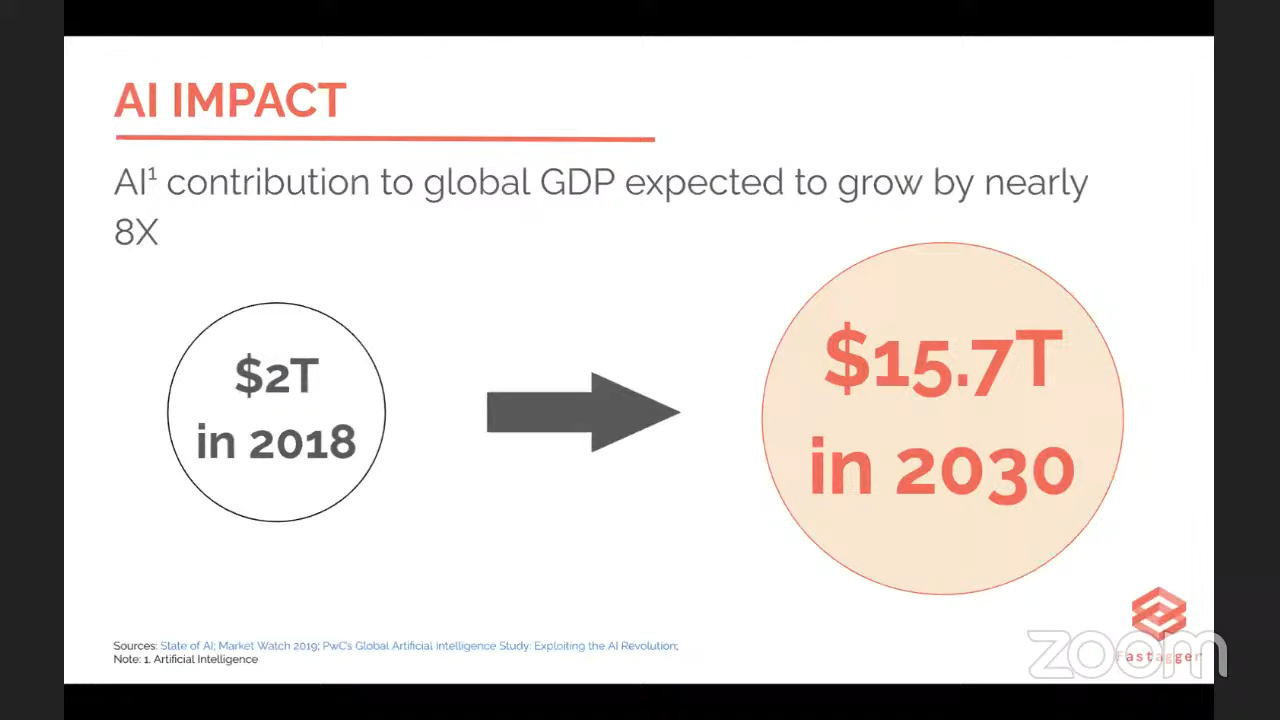 AI IMPACT
AI¹ contribution to global GDP expected to grow by nearly
8X
$2T
in 2018
$15.7T
in 2030
Sources: State of AI; Market Watch 2019; PwC's Global Artificial Intelligence Study: Exploiting the AI Revolution;
Note: 1. Artificial Intelligence
Fastagger
zoom